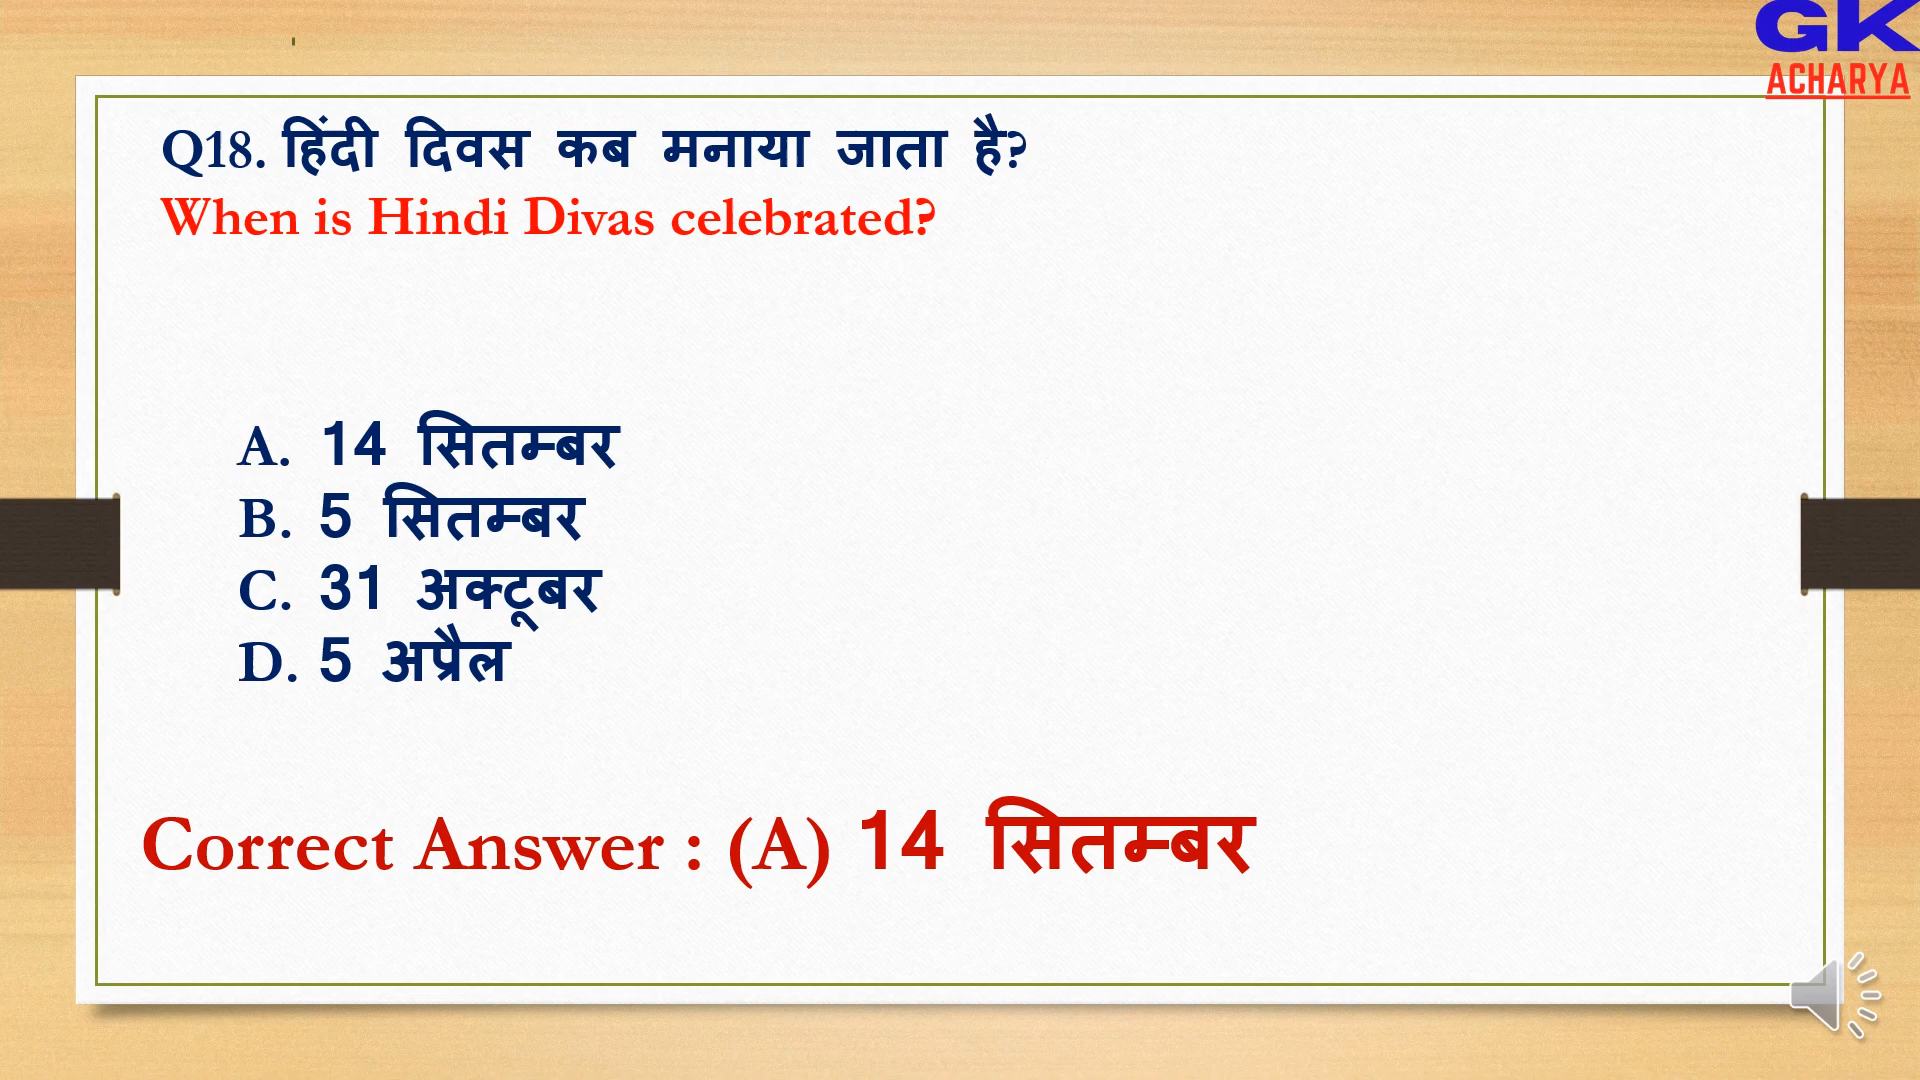 GK
ACHARYA
Q18. हिंदी दिवस कब मनाया जाता है?
When is Hindi Divas celebrated?
A. 14 सितम्बर
B. 5 सितम्बर
C. 31 अक्टूबर
D. 5 अप्रैल
Correct Answer : (A) 14 सितम्बर